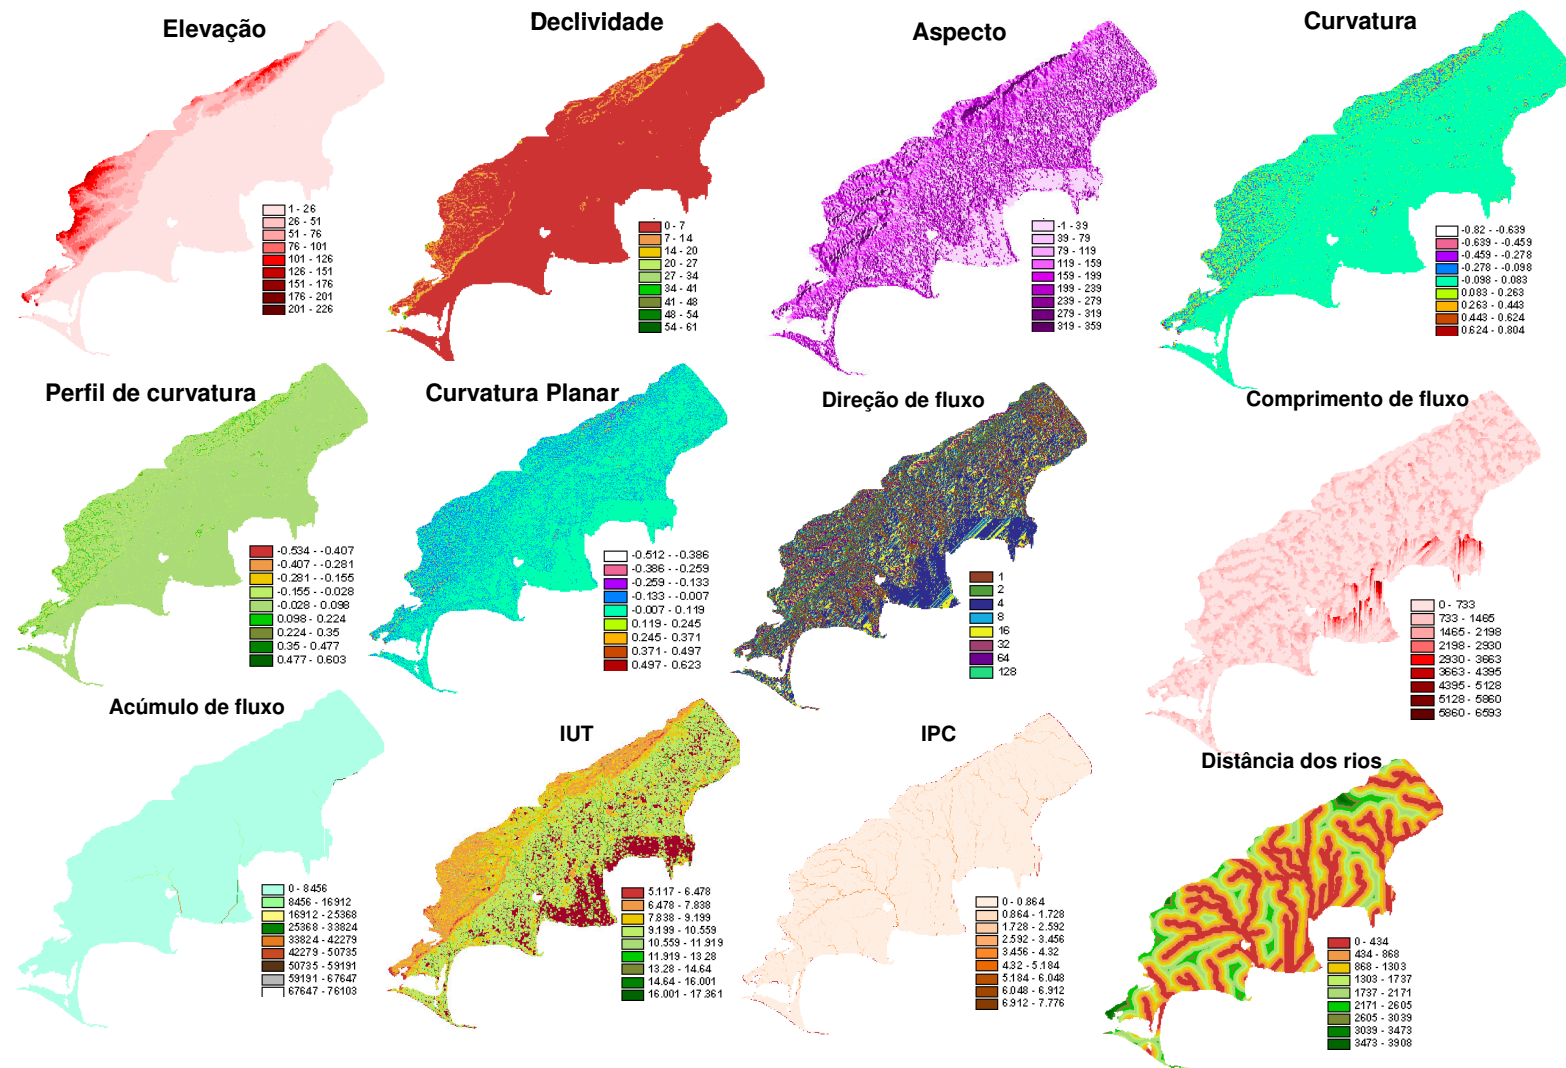 Elevação
1 - 26
26 - 51
51 - 76
76 - 101
101 - 126
126 - 151
151 - 176
176 - 201
201 - 226
Declividade
0 - 7
7 - 14
14 - 20
20 - 27
27 - 34
34 - 41
41 - 48
48 - 54
54 - 61
Aspecto
-1 - 39
39 - 79
79 - 119
119 - 159
159 - 199
199 - 239
239 - 279
279 - 319
319 - 359
Curvatura
-0.82 - -0.639
-0.639 - -0.459
-0.459 - -0.278
-0.278 - -0.098
-0.098 - 0.083
0.083 - 0.263
0.263 - 0.443
0.443 - 0.624
0.624 - 0.804
Perfil de curvatura
-0.534 - -0.407
-0.407 - -0.281
-0.281 - -0.155
-0.155 - -0.028
-0.028 - 0.098
0.098 - 0.224
0.224 - 0.35
0.35 - 0.477
0.477 - 0.603
Curvatura Planar
-0.512 - -0.386
-0.386 - -0.259
-0.259 - -0.133
-0.133 - -0.007
-0.007 - 0.119
0.119 - 0.245
0.245 - 0.371
0.371 - 0.497
0.497 - 0.623
Direção de fluxo
1
2
4
8
16
32
64
128
Comprimento de fluxo
0 - 733
733 - 1465
1465 - 2198
2198 - 2930
2930 - 3663
3663 - 4395
4395 - 5128
5128 - 5860
5860 - 6593
Acúmulo de fluxo
0 - 8456
8456 - 16912
16912 - 25368
25368 - 33824
33824 - 42279
42279 - 50735
50735 - 59191
59191 - 67647
67647 - 76103
IUT
5.117 - 6.478
6.478 - 7.838
7.838 - 9.199
9.199 - 10.559
10.559 - 11.919
11.919 - 13.28
13.28 - 14.64
14.64 - 16.001
16.001 - 17.361
IPC
0 - 0.864
0.864 - 1.728
1.728 - 2.592
2.592 - 3.456
3.456 - 4.32
4.32 - 5.184
5.184 - 6.048
6.048 - 6.912
6.912 - 7.776
Distância dos rios
0 - 434
434 - 868
868 - 1303
1303 - 1737
1737 - 2171
2171 - 2605
2605 - 3039
3039 - 3473
3473 - 3908